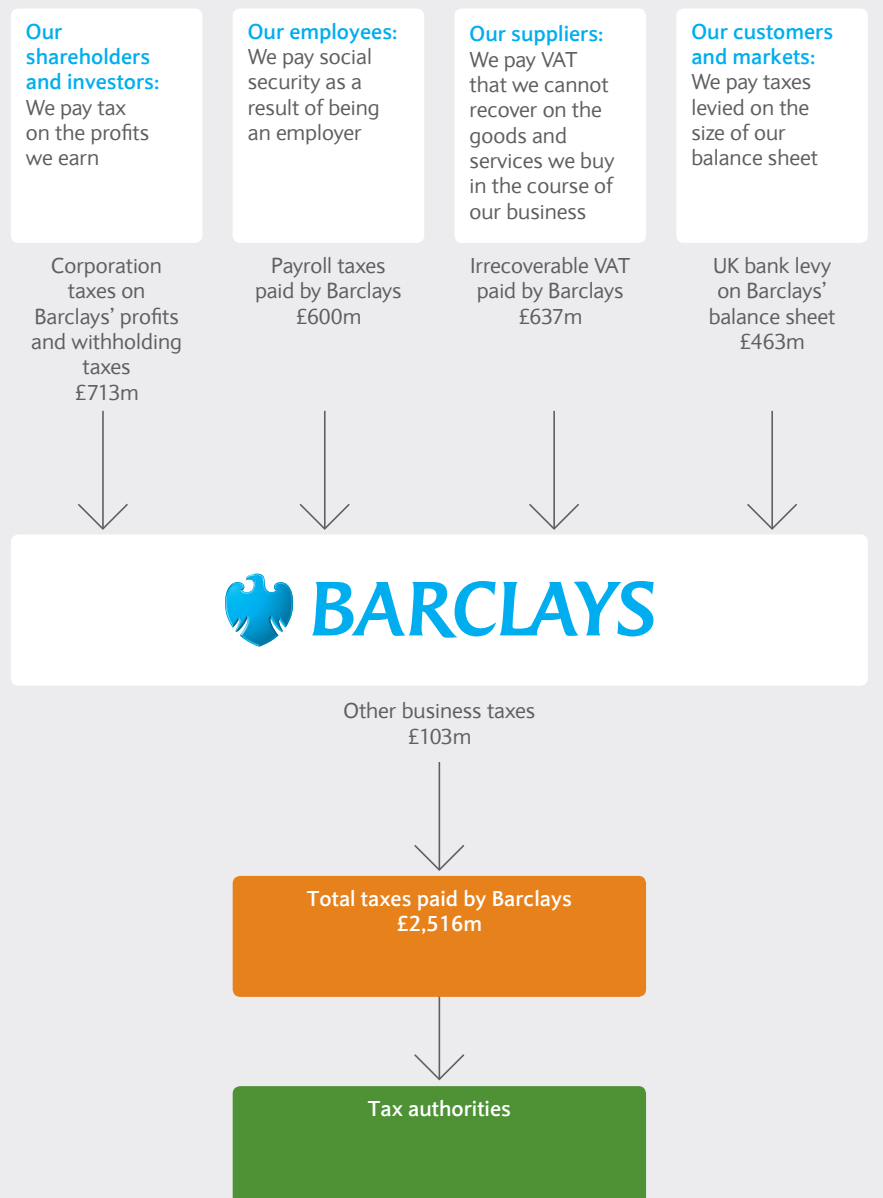 Our
shareholders
and investors:
We pay tax
on the profits
we earn
Our employees:
We pay social
security as a
result of being
an employer
Our suppliers:
We pay VAT
that we cannot
recover on the
goods and
services we buy
in the course of
our business
Our customers
and markets:
We pay taxes
levied on the
size of our
balance sheet
Corporation
taxes on
Barclays’ profits
and withholding
taxes
£713m
Payroll taxes
paid by Barclays
£600m
Irrecoverable VAT
paid by Barclays
£637m
UK bank levy
on Barclays’
balance sheet
£463m
BARCLAYS
Other business taxes
£103m
Total taxes paid by Barclays
£2,516m
Tax authorities